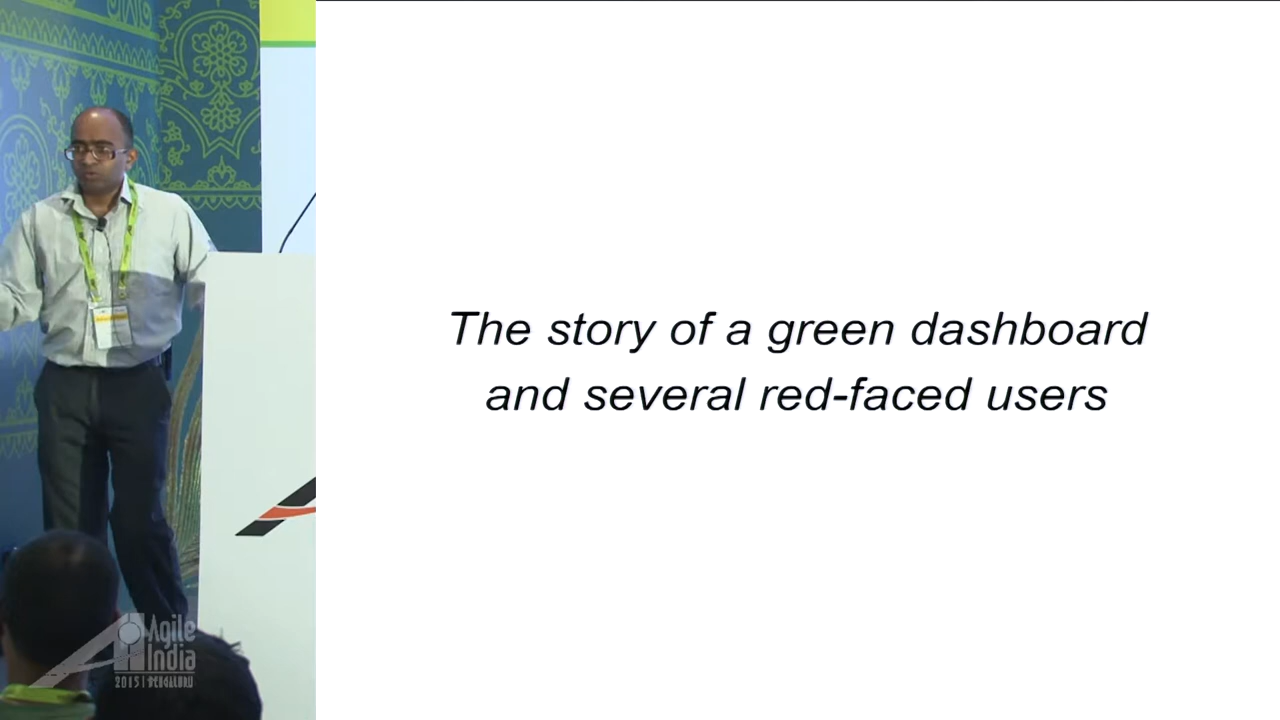 The story of a green dashboard
and several red-faced users
Agile
India
2015 | BENGALURU